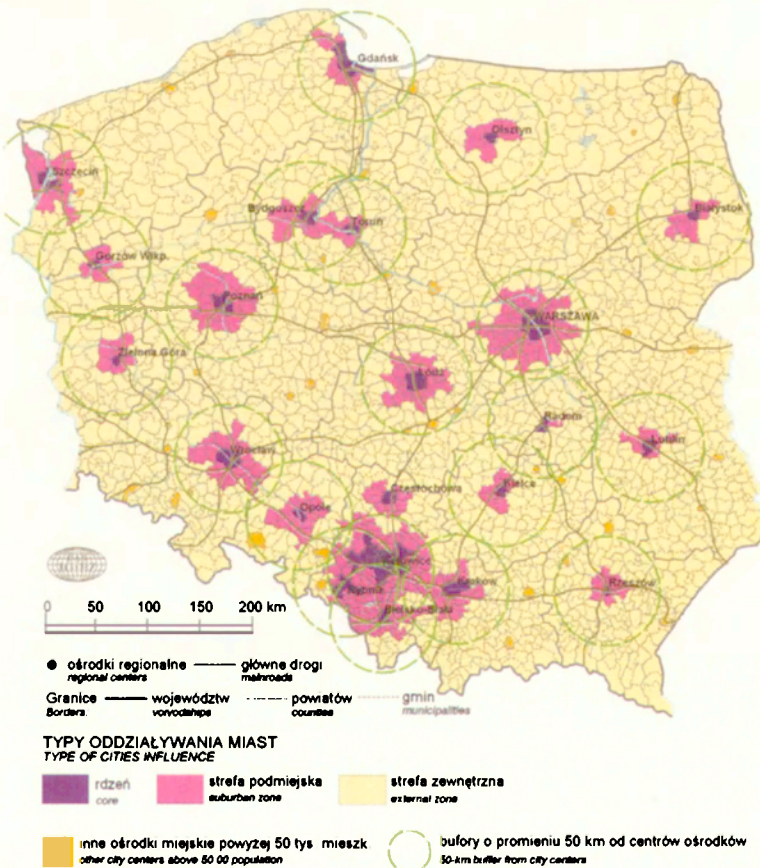 Gdańsk
Olsztyn
Szczecin
Białystok
Bydgoszcz
Toruń
Gorzów Wlkp.
Poznań
WARSZAWA
Zielona Góra
Łódź
Radom
Lublin
Wrocław
Częstochowa
Kielce
Opole
Katowice
Rybnik
Kraków
Rzeszów
Bielsko-Biała
0 50 100 150 200 km
ośrodki regionalne główne drogi
regional centers mainroads
Granice województw powiatów gmin
Borders. voivodships counties municipalities
TYPY ODDZIAŁYWANIA MIAST
TYPE OF CITIES INFLUENCE
rdzeń strefa podmiejska strefa zewnętrzna
core suburban zone external zone
inne ośrodki miejskie powyżej 50 tys mieszk bufory o promieniu 50 km od centrów ośrodków
other city centers above 50 00 population 50-km buffer from city centers